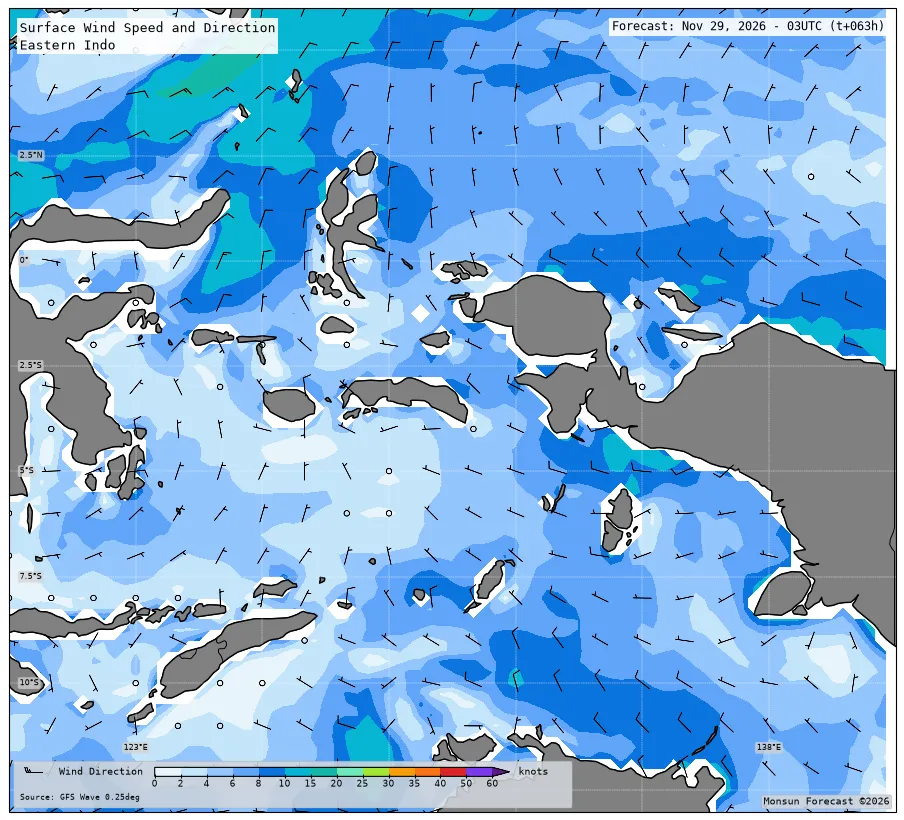 Surface Wind Speed and Direction
Eastern Indo
Forecast: Nov 29, 2026 - 03UTC (t+063h)
2.5°N
0°
2.5°S
5°S
7.5°S
10°S
123°E
138°E
Wind Direction
0 2 4 6 8 10 15 20 25 30 35 40 50 60
knots
Source: GFS Wave 0.25deg
Monsun Forecast ©2026